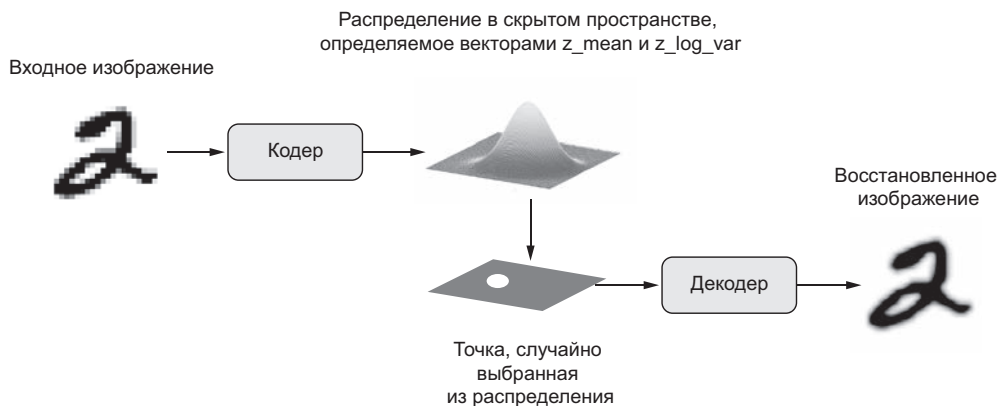 Распределение в скрытом пространстве,
определяемое векторами z_mean и z_log_var
Входное изображение
Кодер
Восстановленное
изображение
Декодер
Точка, случайно
выбранная
из распределения